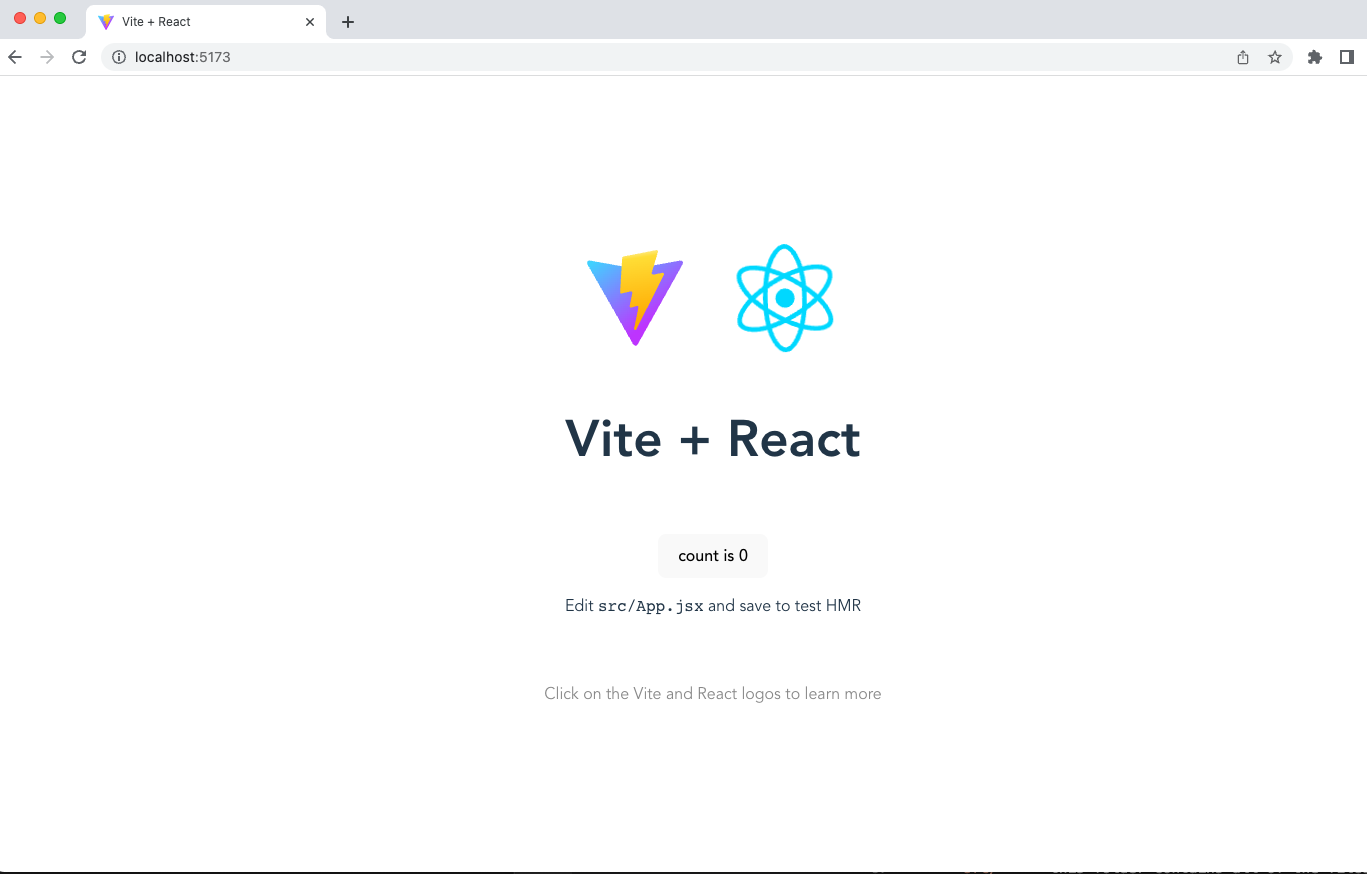 Vite + React
localhost:5173
Vite + React
count is 0
Edit src/App.jsx and save to test HMR
Click on the Vite and React logos to learn more